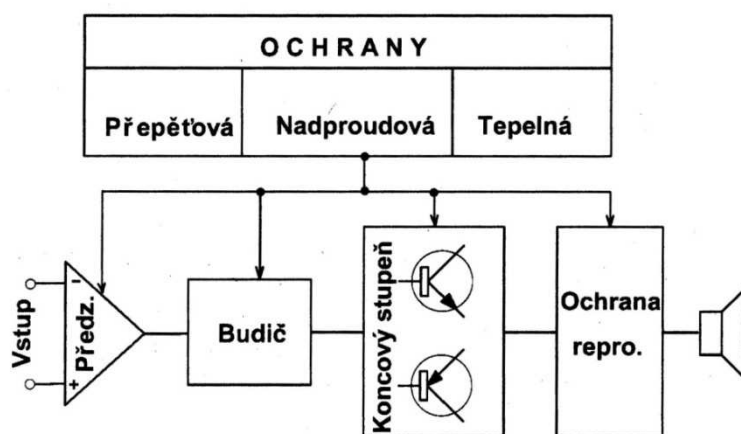 OCHRANY
Přepěťová
Nadproudová
Tepelná
Vstup
-
+
Předz.
Budič
Koncový stupeň
Ochrana
repro.